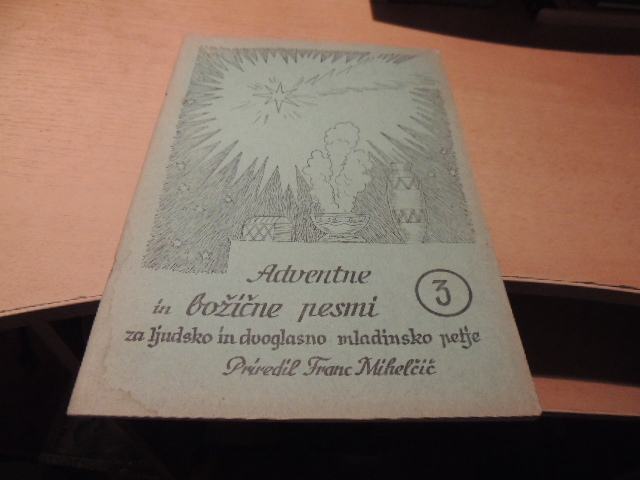 Adventne
in božične pesmi
3
za ljudsko in dvoglasno mladinsko petje
Priredil Franc Mihelčič